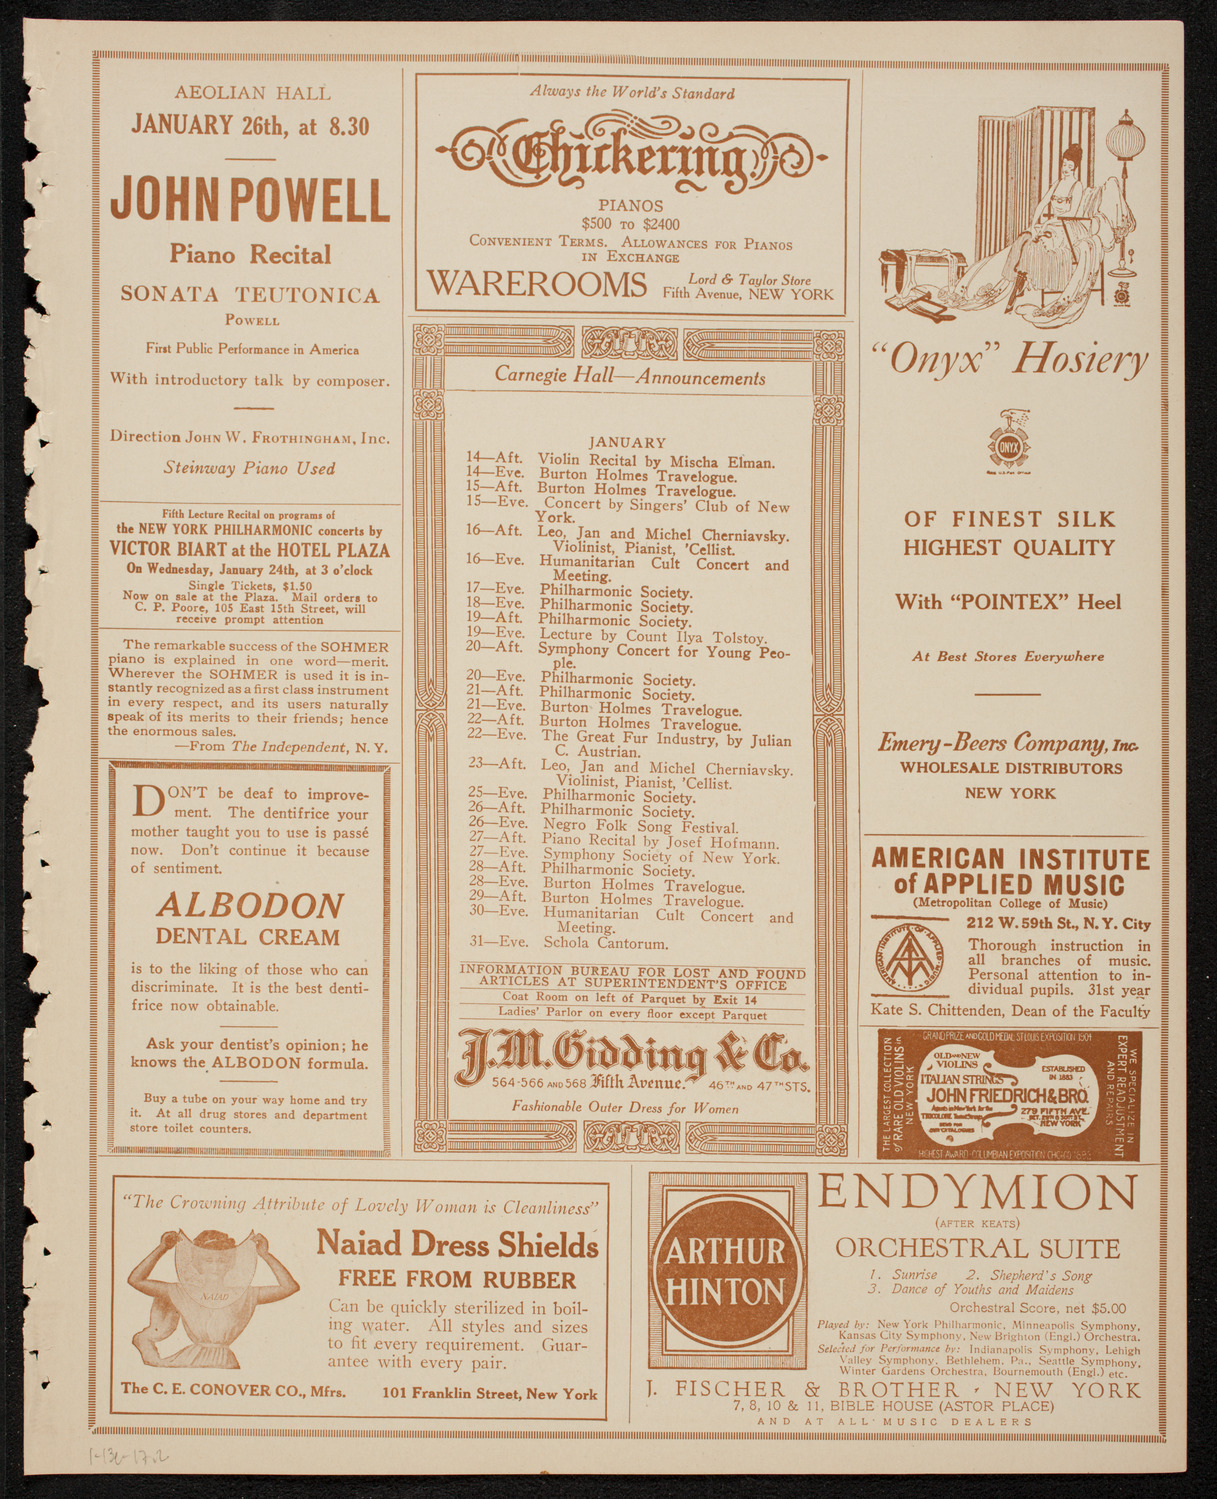 AEOLIAN HALL
JANUARY 26th, at 8.30
JOHN POWELL
Piano Recital
SONATA TEUTONICA
POWELL
First Public Performance in America
With introductory talk by composer.
Direction JOHN W. FROTHINGHAM, Inc.
Steinway Piano Used
Fifth Lecture Recital on programs of
the NEW YORK PHILHARMONIC concerts by
VICTOR BIART at the HOTEL PLAZA
On Wednesday, January 24th, at 3 o'clock
Single Tickets, $1.50
Now on sale at the Plaza. Mail orders to
C. P. Poore, 105 East 15th Street, will
receive prompt attention
The remarkable success of the SOHMER
piano is explained in one word—merit.
Wherever the SOHMER is used it is in-
stantly recognized as a first class instrument
in every respect, and its users naturally
speak of its merits to their friends; hence
the enormous sales.
—From The Independent, N. Y.
DON'T be deaf to improve-
ment. The dentifrice your
mother taught you to use is passé
now. Don't continue it because
of sentiment.
ALBODON
DENTAL CREAM
is to the liking of those who can
discriminate. It is the best denti-
frice now obtainable.
Ask your dentist's opinion; he
knows the ALBODON formula.
Buy a tube on your way home and try
it. At all drug stores and department
store toilet counters.
Always the World's Standard
Chickering
PIANOS
$500 TO $2400
CONVENIENT TERMS. ALLOWANCES FOR PIANOS
IN EXCHANGE
WAREROOMS
Lord & Taylor Store
Fifth Avenue, NEW YORK
Carnegie Hall—Announcements
JANUARY
14—Aft. Violin Recital by Mischa Elman.
14—Eve. Burton Holmes Travelogue.
15—Aft. Burton Holmes Travelogue.
15—Eve. Concert by Singers' Club of New
York.
16—Aft. Leo, Jan and Michel Cherniavsky.
Violinist, Pianist, 'Cellist.
16—Eve. Humanitarian Cult Concert and
Meeting.
17—Eve. Philharmonic Society.
18—Eve. Philharmonic Society.
19—Aft. Philharmonic Society.
19—Eve. Lecture by Count Ilya Tolstoy.
20—Aft. Symphony Concert for Young Peo-
ple.
20—Eve. Philharmonic Society.
21—Aft. Philharmonic Society.
21—Eve. Burton Holmes Travelogue.
22—Aft. Burton Holmes Travelogue.
22—Eve. The Great Fur Industry, by Julian
C. Austrian.
23—Aft. Leo, Jan and Michel Cherniavsky.
Violinist, Pianist, 'Cellist.
25—Eve. Philharmonic Society.
26—Aft. Philharmonic Society.
26—Eve. Negro Folk Song Festival.
27—Aft. Piano Recital by Josef Hofmann.
27—Eve. Symphony Society of New York.
28—Aft. Philharmonic Society.
28—Eve. Burton Holmes Travelogue.
29—Aft. Burton Holmes Travelogue.
30—Eve. Humanitarian Cult Concert and
Meeting.
31—Eve. Schola Cantorum.
INFORMATION BUREAU FOR LOST AND FOUND
ARTICLES AT SUPERINTENDENT'S OFFICE
Coat Room on left of Parquet by Exit 14
Ladies' Parlor on every floor except Parquet
J. M. Gidding & Co.
564-566 AND 568 Fifth Avenue. 46TH AND 47TH STS.
Fashionable Outer Dress for Women
"Onyx" Hosiery
ONYX
OF FINEST SILK
HIGHEST QUALITY
With "POINTEX" Heel
At Best Stores Everywhere
Emery-Beers Company, Inc.
WHOLESALE DISTRIBUTORS
NEW YORK
AMERICAN INSTITUTE
of APPLIED MUSIC
(Metropolitan College of Music)
212 W. 59th St., N. Y. City
AMERICAN INSTITUTE OF APPLIED MUSIC
Thorough instruction in
all branches of music.
Personal attention to in-
dividual pupils. 31st year
Kate S. Chittenden, Dean of the Faculty
GRAND PRIZE AND GOLD MEDAL ST. LOUIS EXPOSITION 1904
THE LARGEST COLLECTION
of RARE OLD VIOLINS in
NEW YORK
OLD AND NEW
VIOLINS
ESTABLISHED
IN 1883
ITALIAN STRINGS
JOHN FRIEDRICH & BRO.
279 FIFTH AVE.
NEW YORK
WE SPECIALIZE IN
EXPERT READJUSTMENT
AND REPAIRS
HIGHEST AWARD COLUMBIAN EXPOSITION CHICAGO
"The Crowning Attribute of Lovely Woman is Cleanliness"
NAIAD
Naiad Dress Shields
FREE FROM RUBBER
Can be quickly sterilized in boil-
ing water. All styles and sizes
to fit every requirement. Guar-
antee with every pair.
The C. E. CONOVER CO., Mfrs. 101 Franklin Street, New York
ARTHUR
HINTON
ENDYMION
(AFTER KEATS)
ORCHESTRAL SUITE
1. Sunrise 2. Shepherd's Song
3. Dance of Youths and Maidens
Orchestral Score, net $5.00
Played by: New York Philharmonic, Minneapolis Symphony,
Kansas City Symphony, New Brighton (Engl.) Orchestra.
Selected for Performance by: Indianapolis Symphony, Lehigh
Valley Symphony, Bethlehem, Pa., Seattle Symphony,
Winter Gardens Orchestra, Bournemouth (Engl.) etc.
J. FISCHER & BROTHER, NEW YORK
7, 8, 10 & 11, BIBLE HOUSE (ASTOR PLACE)
AND AT ALL MUSIC DEALERS